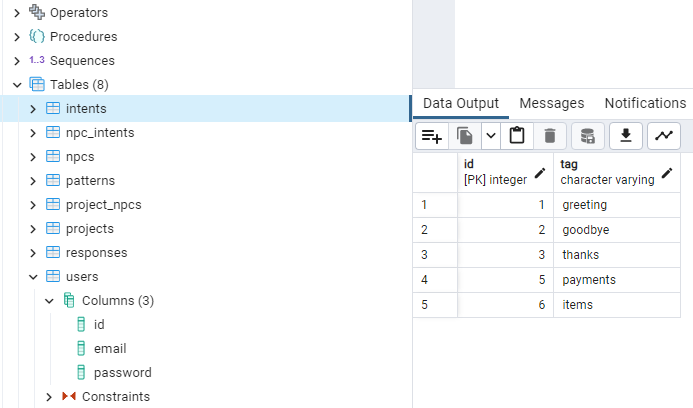 Operators
Procedures
1..3 Sequences
Tables (8)
intents
npc_intents
npcs
patterns
project_npcs
projects
responses
users
Columns (3)
id
email
password
Constraints
Data Output Messages Notifications
id tag
[PK] integer character varying
1 1 greeting
2 2 goodbye
3 3 thanks
4 5 payments
5 6 items